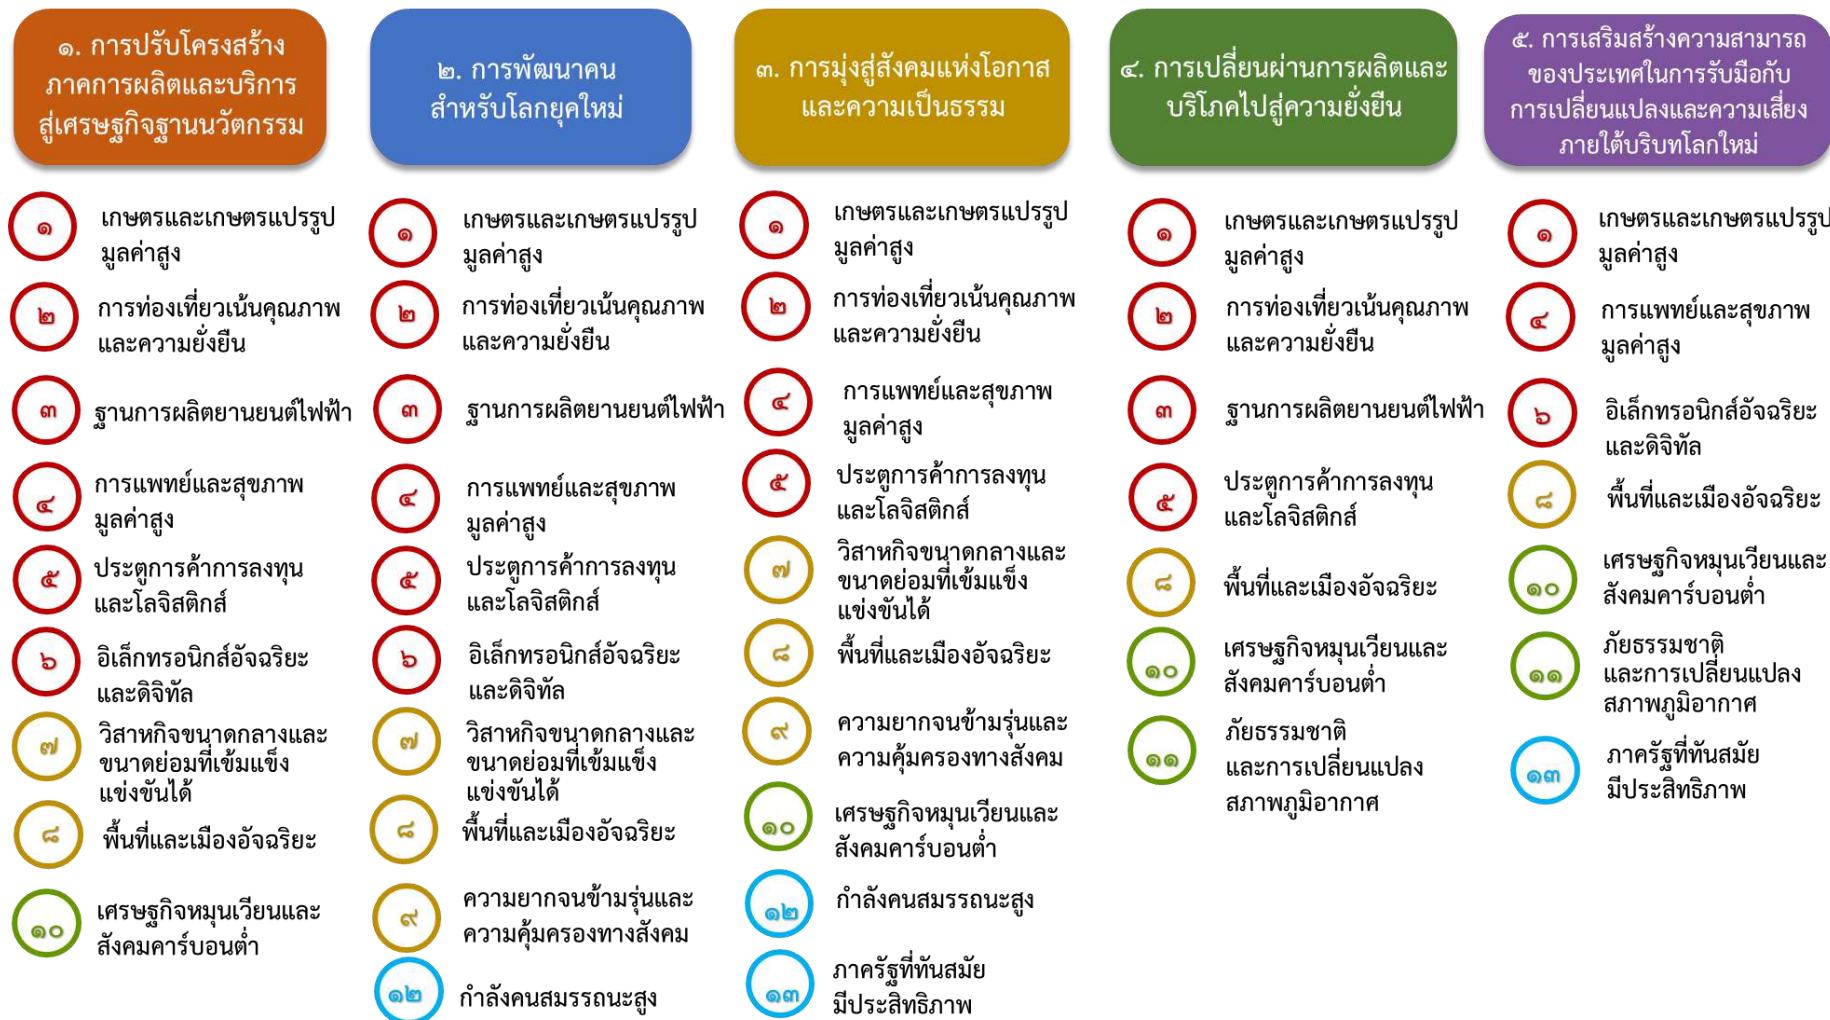 ๑. การปรับโครงสร้าง
ภาคการผลิตและบริการ
สู่เศรษฐกิจฐานนวัตกรรม
๑
เกษตรและเกษตรแปรรูป
มูลค่าสูง
๒
การท่องเที่ยวเน้นคุณภาพ
และความยั่งยืน
๓
ฐานการผลิตยานยนต์ไฟฟ้า
๔
การแพทย์และสุขภาพ
มูลค่าสูง
๕
ประตูการค้าการลงทุน
และโลจิสติกส์
๖
อิเล็กทรอนิกส์อัจฉริยะ
และดิจิทัล
๗
วิสาหกิจขนาดกลางและ
ขนาดย่อมที่เข้มแข็ง
แข่งขันได้
๘
พื้นที่และเมืองอัจฉริยะ
๑๐
เศรษฐกิจหมุนเวียนและ
สังคมคาร์บอนต่ำ
๒. การพัฒนาคน
สำหรับโลกยุคใหม่
๑
เกษตรและเกษตรแปรรูป
มูลค่าสูง
๒
การท่องเที่ยวเน้นคุณภาพ
และความยั่งยืน
๓
ฐานการผลิตยานยนต์ไฟฟ้า
๔
การแพทย์และสุขภาพ
มูลค่าสูง
๕
ประตูการค้าการลงทุน
และโลจิสติกส์
๖
อิเล็กทรอนิกส์อัจฉริยะ
และดิจิทัล
๗
วิสาหกิจขนาดกลางและ
ขนาดย่อมที่เข้มแข็ง
แข่งขันได้
๘
พื้นที่และเมืองอัจฉริยะ
๙
ความยากจนข้ามรุ่นและ
ความคุ้มครองทางสังคม
๑๒
กำลังคนสมรรถนะสูง
๓. การมุ่งสู่สังคมแห่งโอกาส
และความเป็นธรรม
๑
เกษตรและเกษตรแปรรูป
มูลค่าสูง
๒
การท่องเที่ยวเน้นคุณภาพ
และความยั่งยืน
๔
การแพทย์และสุขภาพ
มูลค่าสูง
๕
ประตูการค้าการลงทุน
และโลจิสติกส์
๗
วิสาหกิจขนาดกลางและ
ขนาดย่อมที่เข้มแข็ง
แข่งขันได้
๘
พื้นที่และเมืองอัจฉริยะ
๙
ความยากจนข้ามรุ่นและ
ความคุ้มครองทางสังคม
๑๐
เศรษฐกิจหมุนเวียนและ
สังคมคาร์บอนต่ำ
๑๒
กำลังคนสมรรถนะสูง
๑๓
ภาครัฐที่ทันสมัย
มีประสิทธิภาพ
๔. การเปลี่ยนผ่านการผลิตและ
บริโภคไปสู่ความยั่งยืน
๑
เกษตรและเกษตรแปรรูป
มูลค่าสูง
๒
การท่องเที่ยวเน้นคุณภาพ
และความยั่งยืน
๓
ฐานการผลิตยานยนต์ไฟฟ้า
๕
ประตูการค้าการลงทุน
และโลจิสติกส์
๘
พื้นที่และเมืองอัจฉริยะ
๑๐
เศรษฐกิจหมุนเวียนและ
สังคมคาร์บอนต่ำ
๑๑
ภัยธรรมชาติ
และการเปลี่ยนแปลง
สภาพภูมิอากาศ
๕. การเสริมสร้างความสามารถ
ของประเทศในการรับมือกับ
การเปลี่ยนแปลงและความเสี่ยง
ภายใต้บริบทโลกใหม่
๑
เกษตรและเกษตรแปรรูป
มูลค่าสูง
๔
การแพทย์และสุขภาพ
มูลค่าสูง
๖
อิเล็กทรอนิกส์อัจฉริยะ
และดิจิทัล
๘
พื้นที่และเมืองอัจฉริยะ
๑๐
เศรษฐกิจหมุนเวียนและ
สังคมคาร์บอนต่ำ
๑๑
ภัยธรรมชาติ
และการเปลี่ยนแปลง
สภาพภูมิอากาศ
๑๓
ภาครัฐที่ทันสมัย
มีประสิทธิภาพ